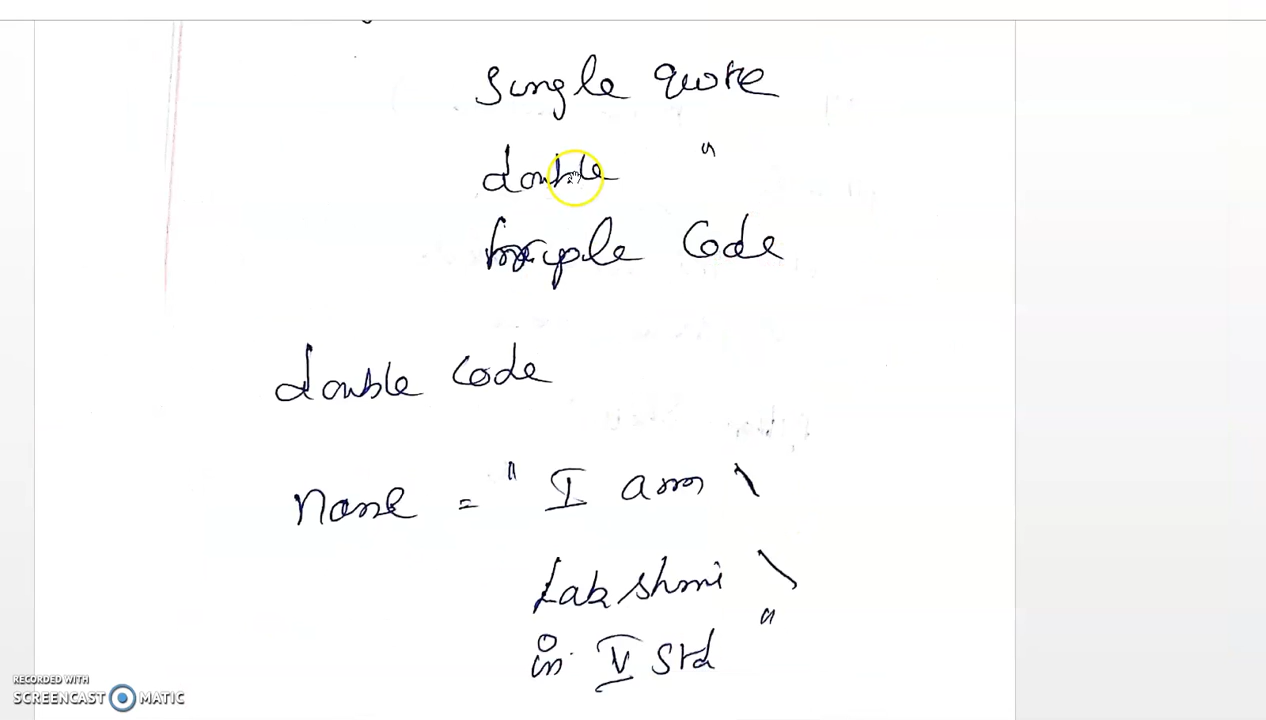 Single quote
double "
triple Code
double Code
name = " I am \
Lakshmi \
in V Std "
RECORDED WITH
SCREENCAST MATIC